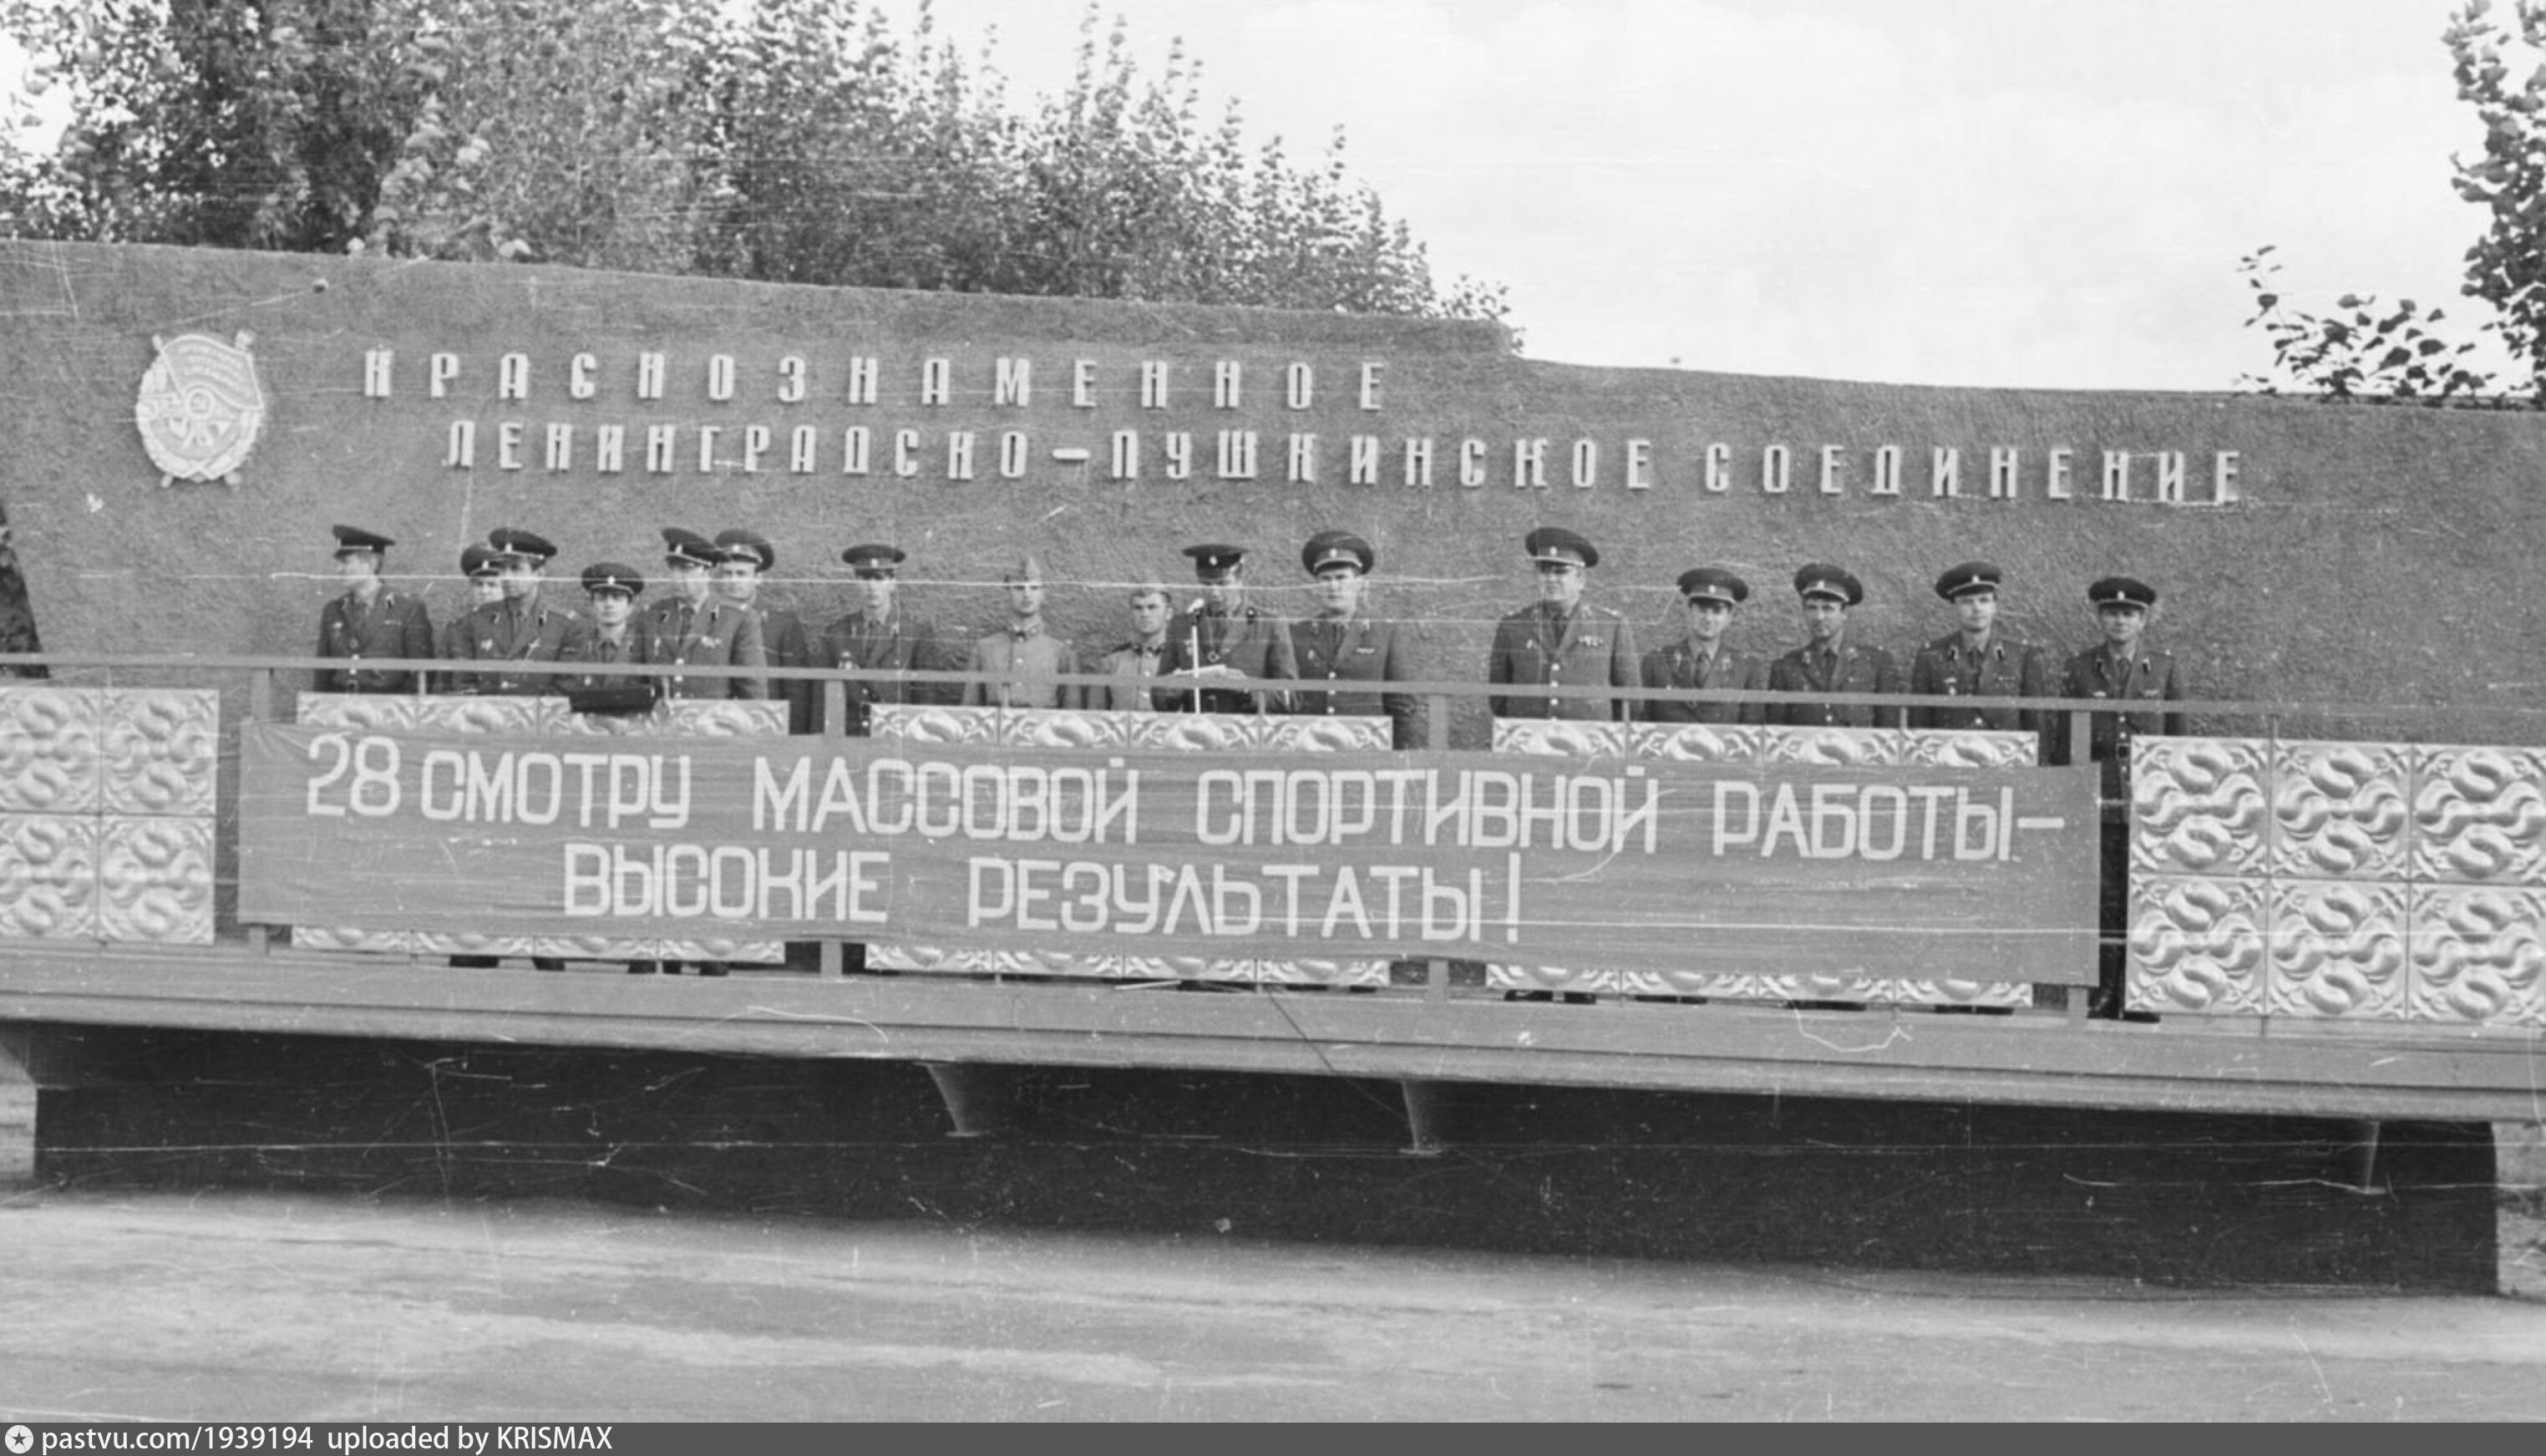 КРАСНОЗНАМЕННОЕ
ЛЕНИНГРАДСКО-ПУШКИНСКОЕ СОЕДИНЕНИЕ
28 СМОТРУ МАССОВОЙ СПОРТИВНОЙ РАБОТЫ-
ВЫСОКИЕ РЕЗУЛЬТАТЫ!
pastvu.com/1939194 uploaded by KRISMAX